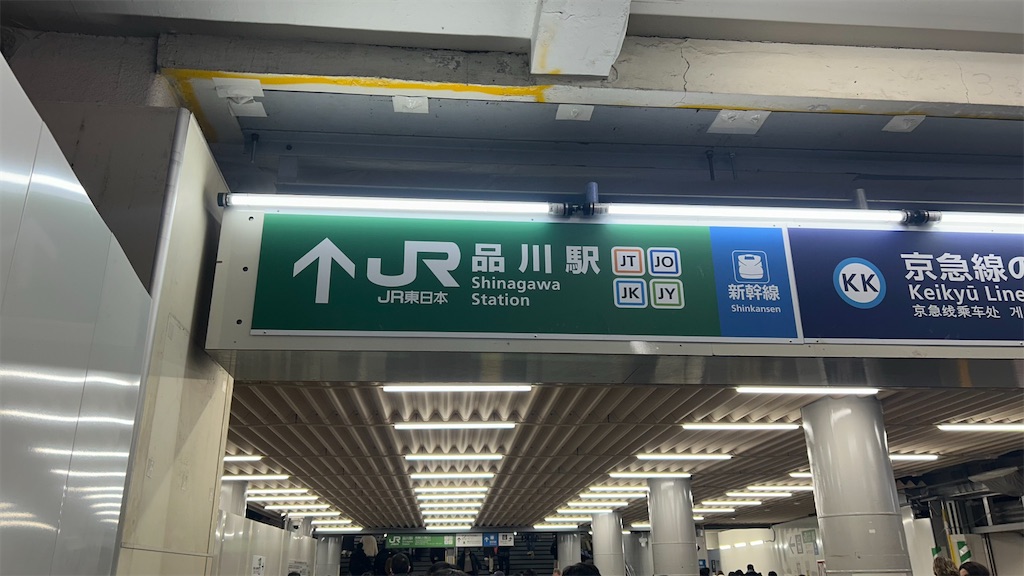 JR
JR東日本
品川駅
Shinagawa
Station
JT JO
JK JY
新幹線
Shinkansen
KK
京急線の
Keikyū Line
京急线乘车处 게